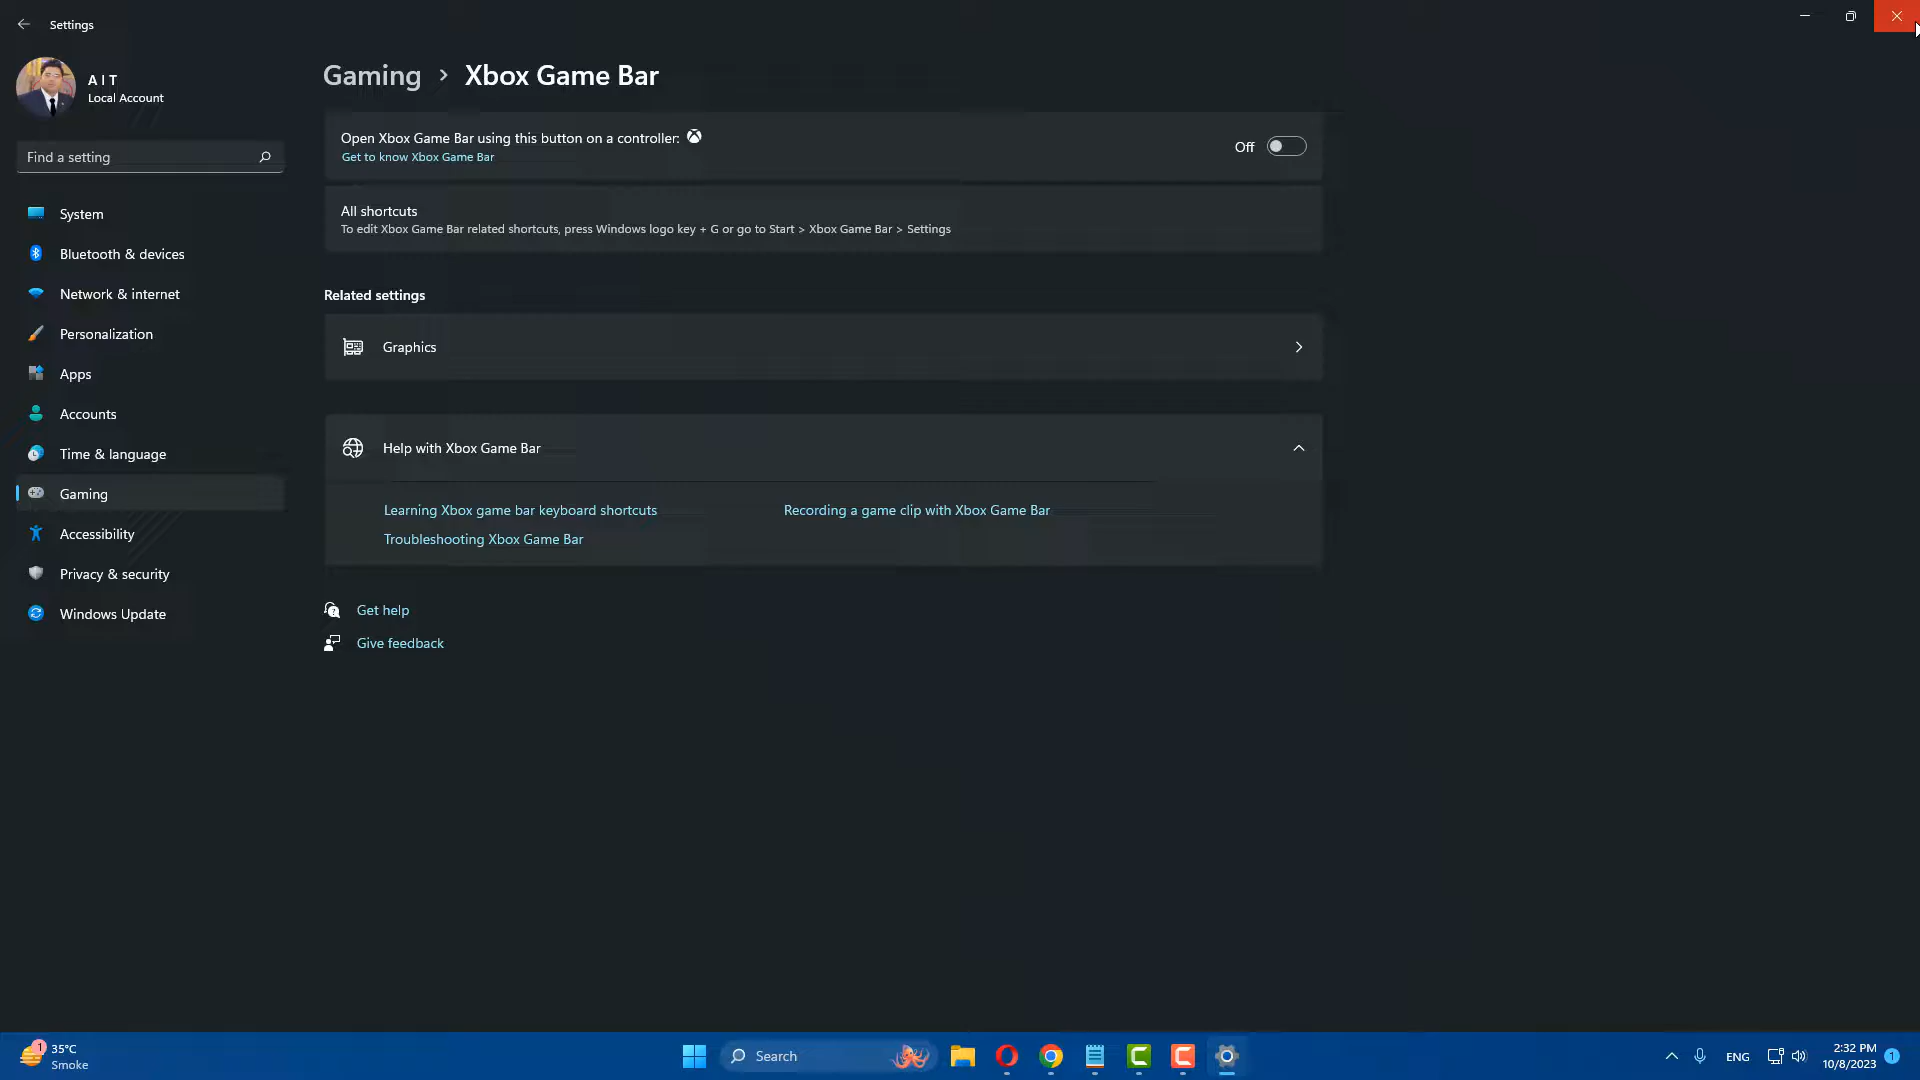 Settings
A I T
Local Account
Find a setting
System
Bluetooth & devices
Network & internet
Personalization
Apps
Accounts
Time & language
Gaming
Accessibility
Privacy & security
Windows Update
Gaming > Xbox Game Bar
Open Xbox Game Bar using this button on a controller:
Get to know Xbox Game Bar
Off
All shortcuts
To edit Xbox Game Bar related shortcuts, press Windows logo key + G or go to Start > Xbox Game Bar > Settings
Related settings
Graphics
Help with Xbox Game Bar
Learning Xbox game bar keyboard shortcuts
Recording a game clip with Xbox Game Bar
Troubleshooting Xbox Game Bar
Get help
Give feedback
1
35°C
Smoke
Search
ENG
2:32 PM
10/8/2023
1